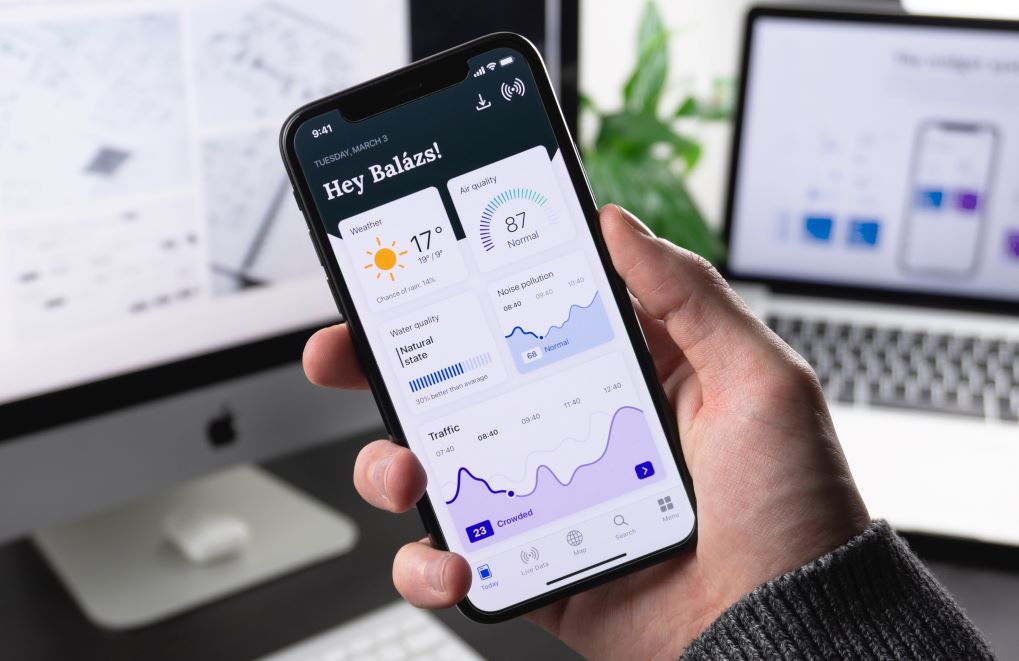 9:41
TUESDAY, MARCH 3
Hey Balázs!
Weather
17°
19° / 9°
Chance of rain: 14%
Air quality
87
Normal
Water quality
Natural
state
30% better than avarage
Noise pollution
08:40 09:40 10:40
68 Normal
Traffic
07:40 08:40 09:40 11:40 12:40
23 Crowded
Today Live Data Map Search Menu